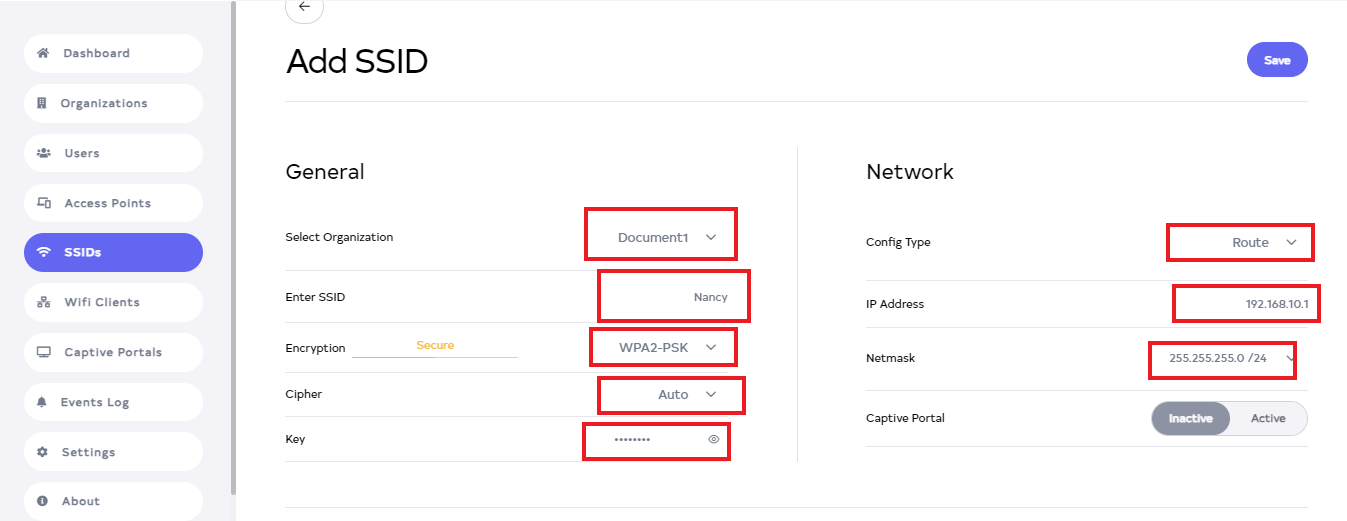 Dashboard
Organizations
Users
Access Points
SSIDs
Wifi Clients
Captive Portals
Events Log
Settings
About
Add SSID
Save
General
Select Organization Document1
Enter SSID Nancy
Encryption Secure WPA2-PSK
Cipher Auto
Key ••••••••
Network
Config Type Route
IP Address 192.168.10.1
Netmask 255.255.255.0 /24
Captive Portal Inactive Active